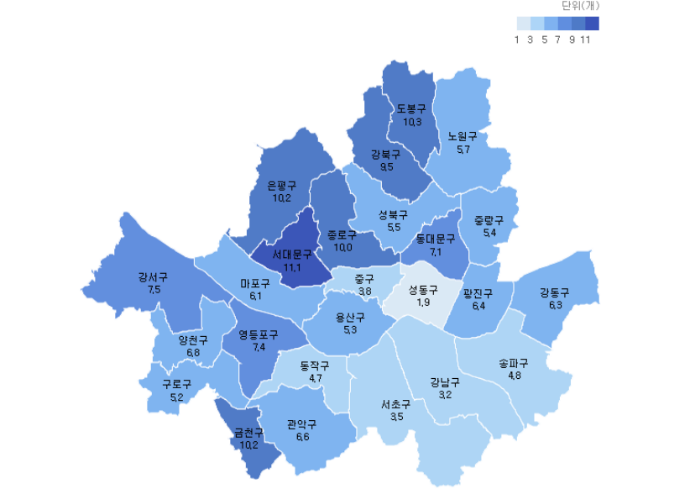 단위(개)
1 3 5 7 9 11
도봉구
10,3
노원구
5,7
강북구
9,5
은평구
10,2
성북구
5,5
중랑구
5,4
종로구
10,0
동대문구
7,1
서대문구
11,1
강서구
7,5
마포구
6,1
중구
3,8
성동구
1,9
광진구
6,4
강동구
6,3
용산구
5,3
양천구
6,8
영등포구
7,4
동작구
4,7
송파구
4,8
구로구
5,2
강남구
3,2
서초구
3,5
금천구
10,2
관악구
6,6